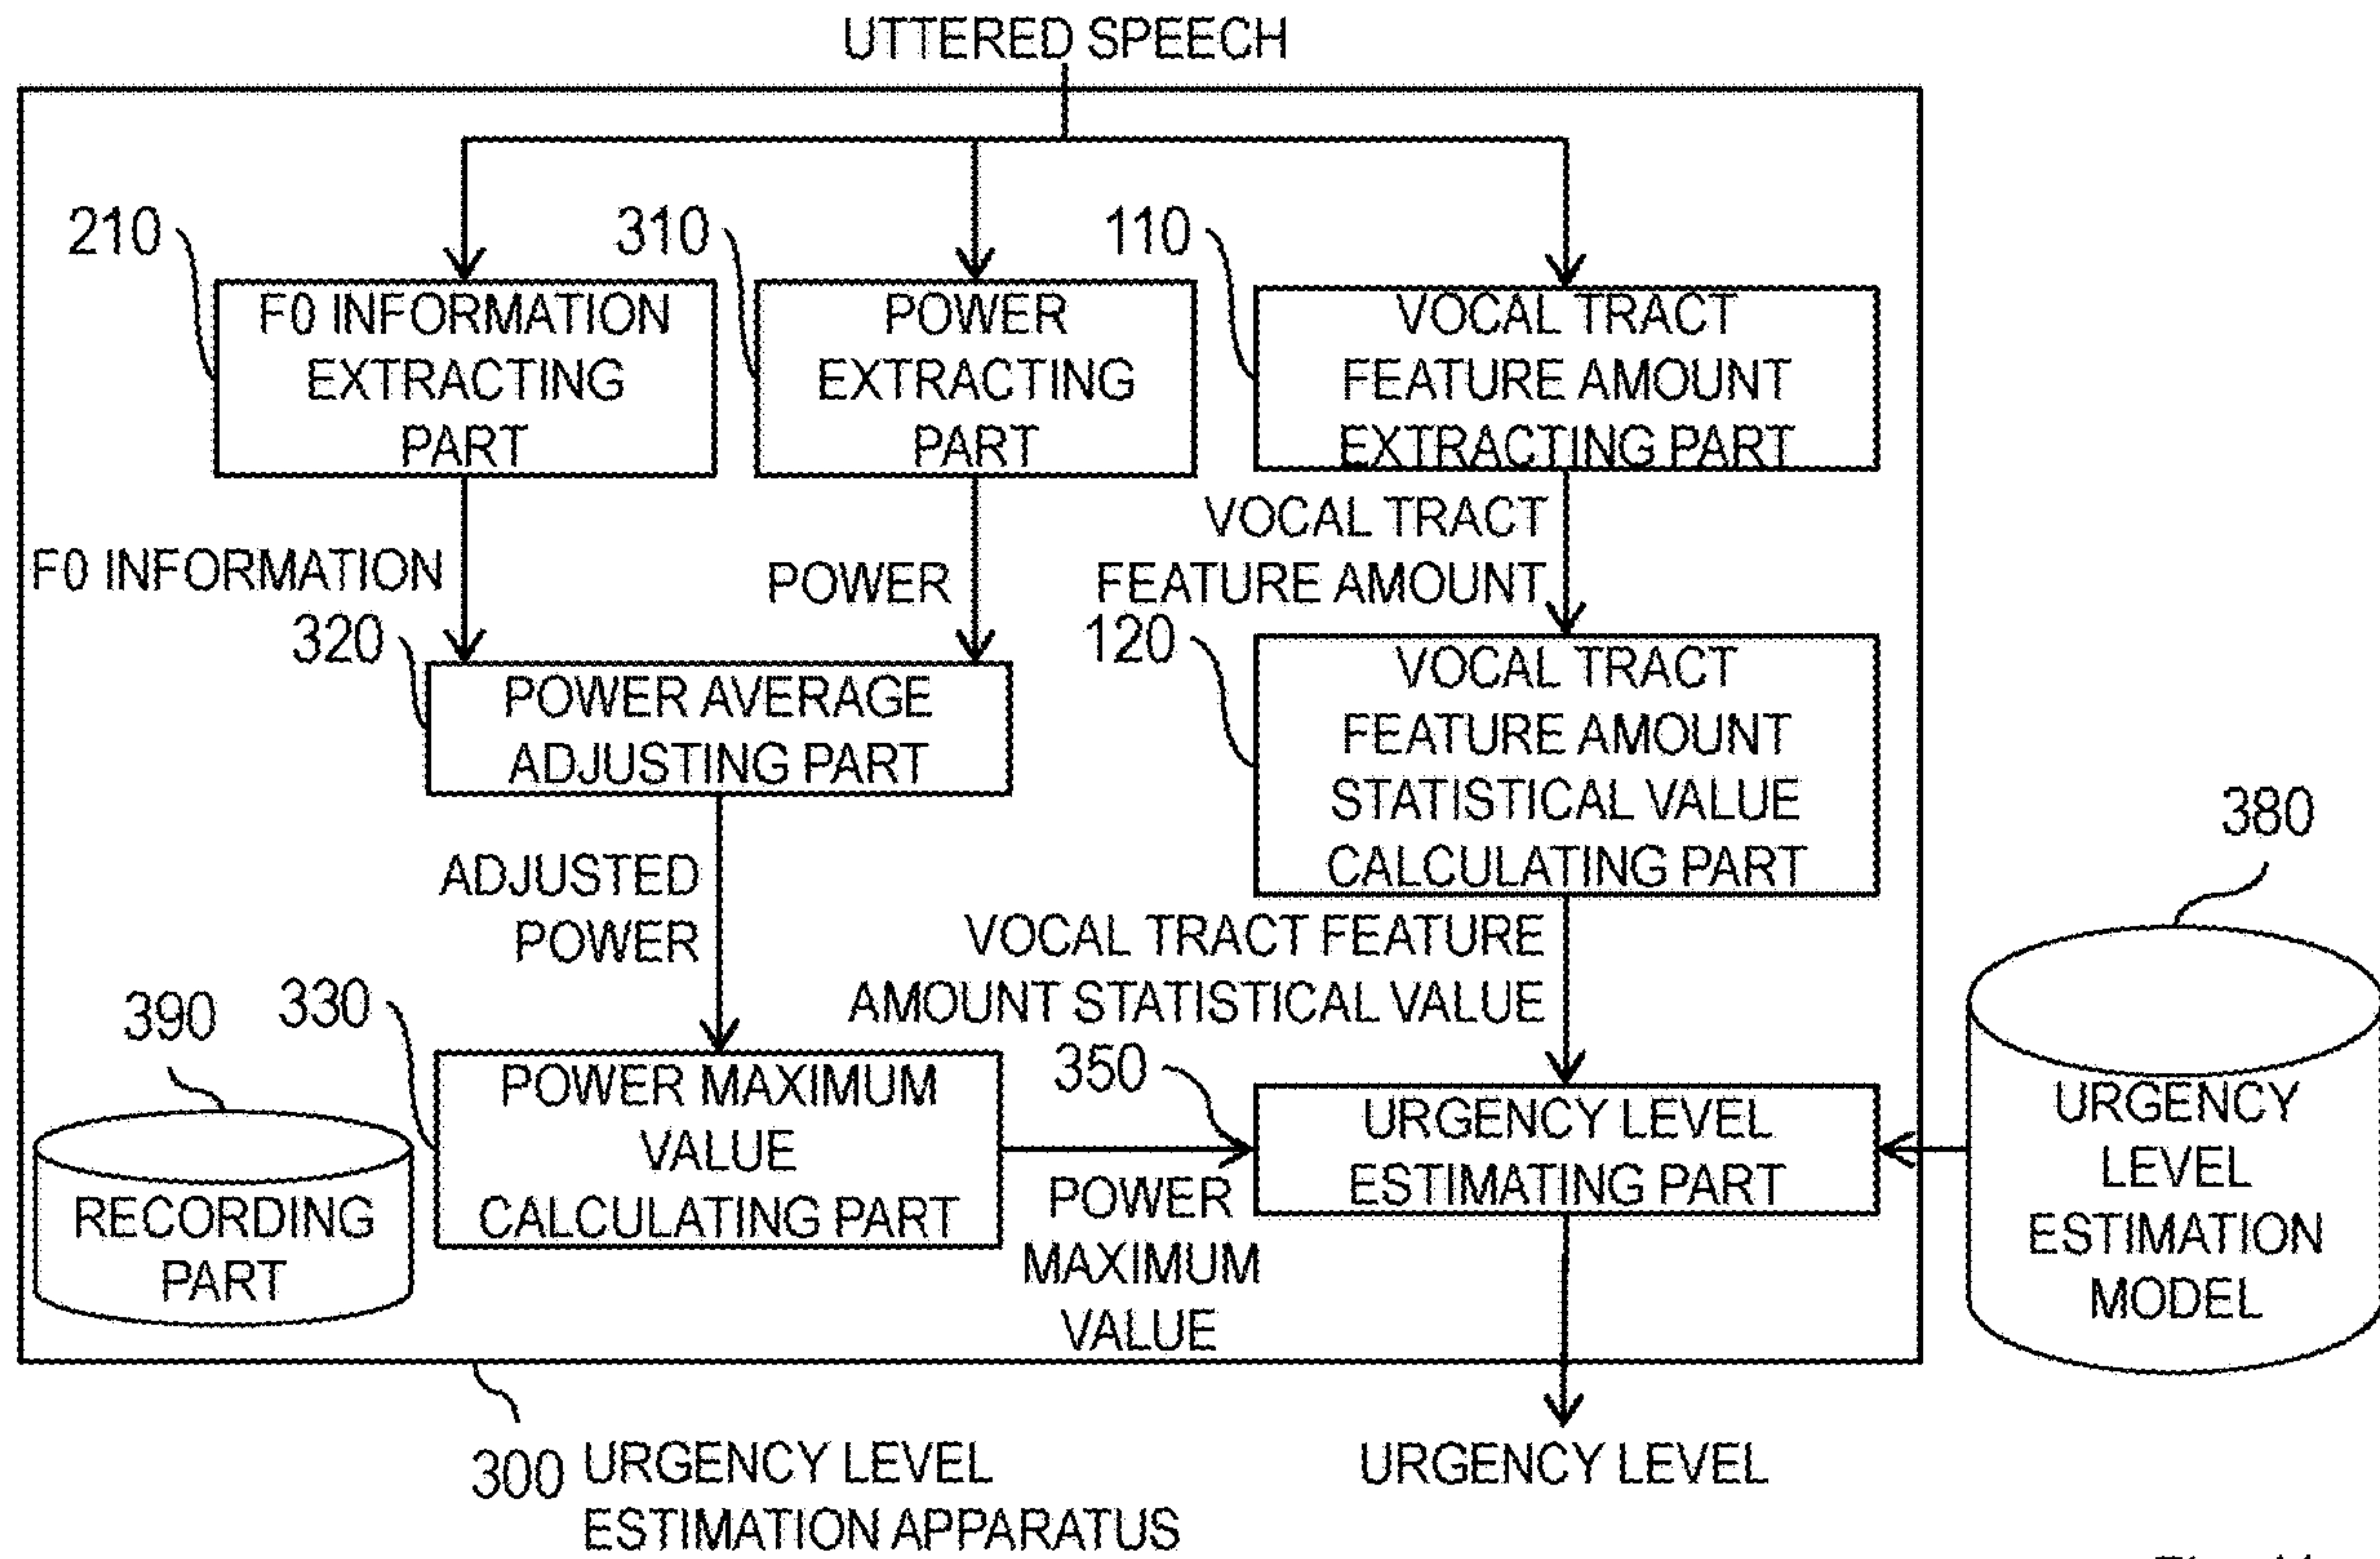 UTTERED SPEECH
210
310
110
F0 INFORMATION
EXTRACTING
PART
POWER
EXTRACTING
PART
VOCAL TRACT
FEATURE AMOUNT
EXTRACTING PART
F0 INFORMATION
POWER
VOCAL TRACT
FEATURE AMOUNT
320
120
POWER AVERAGE
ADJUSTING PART
VOCAL TRACT
FEATURE AMOUNT
STATISTICAL VALUE
CALCULATING PART
380
ADJUSTED
POWER
VOCAL TRACT FEATURE
AMOUNT STATISTICAL VALUE
390
330
350
RECORDING
PART
POWER MAXIMUM
VALUE
CALCULATING PART
POWER
MAXIMUM
VALUE
URGENCY LEVEL
ESTIMATING PART
URGENCY
LEVEL
ESTIMATION
MODEL
300 URGENCY LEVEL
ESTIMATION APPARATUS
URGENCY LEVEL